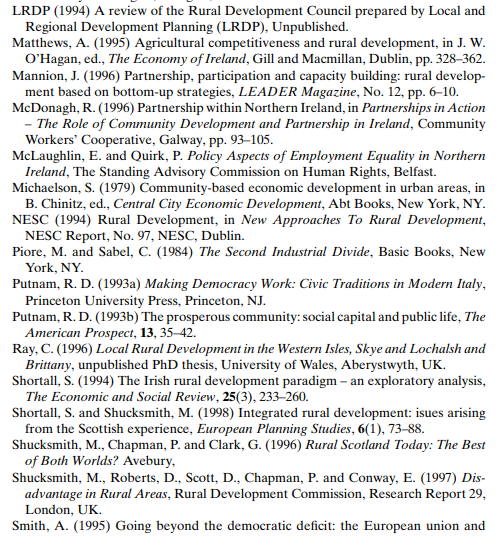 LRDP (1994) A review of the Rural Development Council prepared by Local and
Regional Development Planning (LRDP), Unpublished.
Matthews, A. (1995) Agricultural competitiveness and rural development, in J. W.
O'Hagan, ed., The Economy of Ireland, Gill and Macmillan, Dublin, pp. 328–362.
Mannion, J. (1996) Partnership, participation and capacity building: rural develop-
ment based on bottom-up strategies, LEADER Magazine, No. 12, pp. 6–10.
McDonagh, R. (1996) Partnership within Northern Ireland, in Partnerships in Action
– The Role of Community Development and Partnership in Ireland, Community
Workers' Cooperative, Galway, pp. 93–105.
McLaughlin, E. and Quirk, P. Policy Aspects of Employment Equality in Northern
Ireland, The Standing Advisory Commission on Human Rights, Belfast.
Michaelson, S. (1979) Community-based economic development in urban areas, in
B. Chinitz, ed., Central City Economic Development, Abt Books, New York, NY.
NESC (1994) Rural Development, in New Approaches To Rural Development,
NESC Report, No. 97, NESC, Dublin.
Piore, M. and Sabel, C. (1984) The Second Industrial Divide, Basic Books, New
York, NY.
Putnam, R. D. (1993a) Making Democracy Work: Civic Traditions in Modern Italy,
Princeton University Press, Princeton, NJ.
Putnam, R. D. (1993b) The prosperous community: social capital and public life, The
American Prospect, 13, 35–42.
Ray, C. (1996) Local Rural Development in the Western Isles, Skye and Lochalsh and
Brittany, unpublished PhD thesis, University of Wales, Aberystwyth, UK.
Shortall, S. (1994) The Irish rural development paradigm – an exploratory analysis,
The Economic and Social Review, 25(3), 233–260.
Shortall, S. and Shucksmith, M. (1998) Integrated rural development: isues arising
from the Scottish experience, European Planning Studies, 6(1), 73–88.
Shucksmith, M., Chapman, P. and Clark, G. (1996) Rural Scotland Today: The Best
of Both Worlds? Avebury,
Shucksmith, M., Roberts, D., Scott, D., Chapman, P. and Conway, E. (1997) Dis-
advantage in Rural Areas, Rural Development Commission, Research Report 29,
London, UK.
Smith, A. (1995) Going beyond the democratic deficit: the European union and